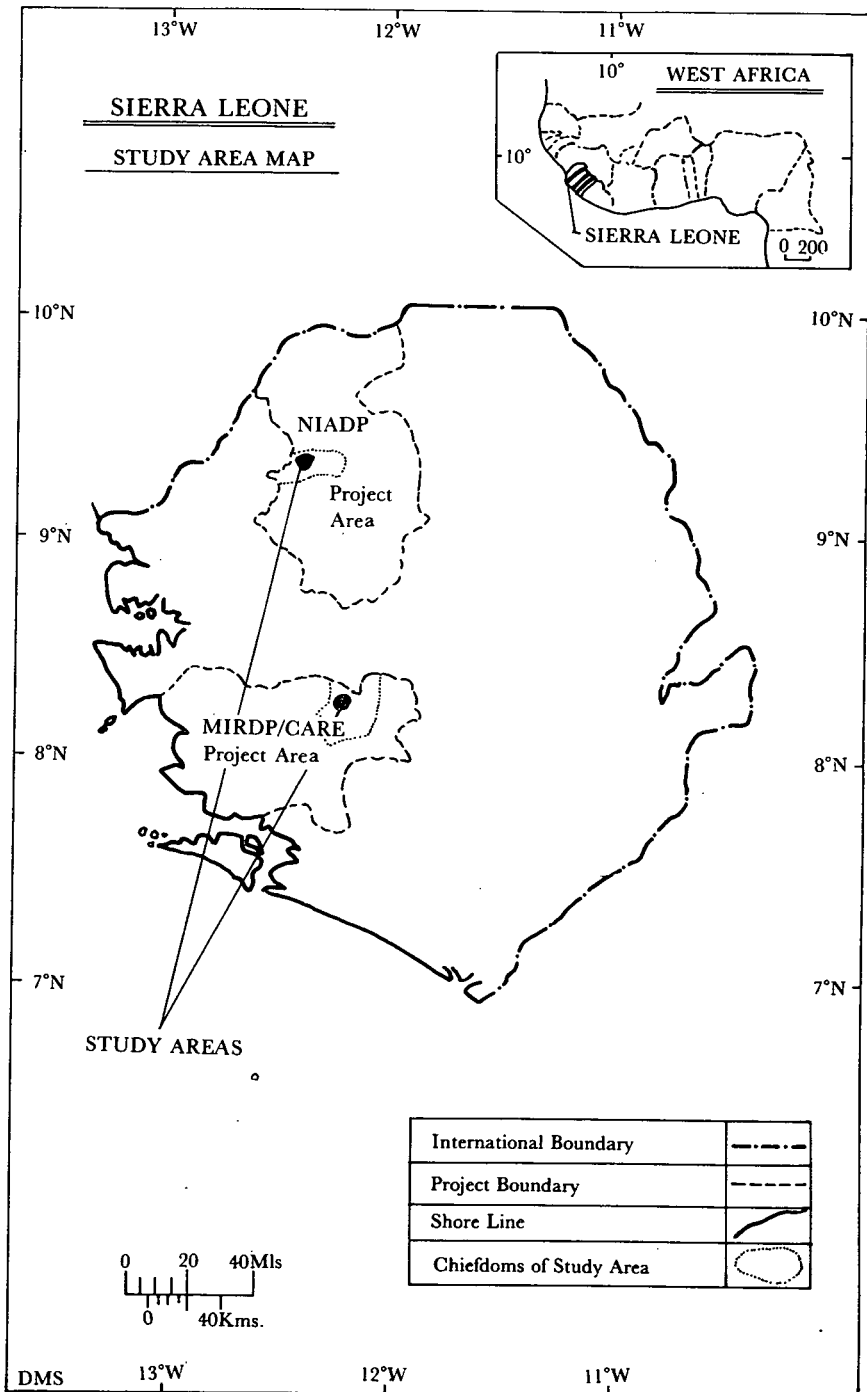 13°W 12°W 11°W
SIERRA LEONE
STUDY AREA MAP
10°
WEST AFRICA
10°
SIERRA LEONE
0 200
10°N 10°N
NIADP
Project
Area
9°N 9°N
MIRDP/CARE
Project Area
8°N 8°N
7°N 7°N
STUDY AREAS
International Boundary
Project Boundary
Shore Line
Chiefdoms of Study Area
0 20 40Mls
0 40Kms.
DMS 13°W 12°W 11°W